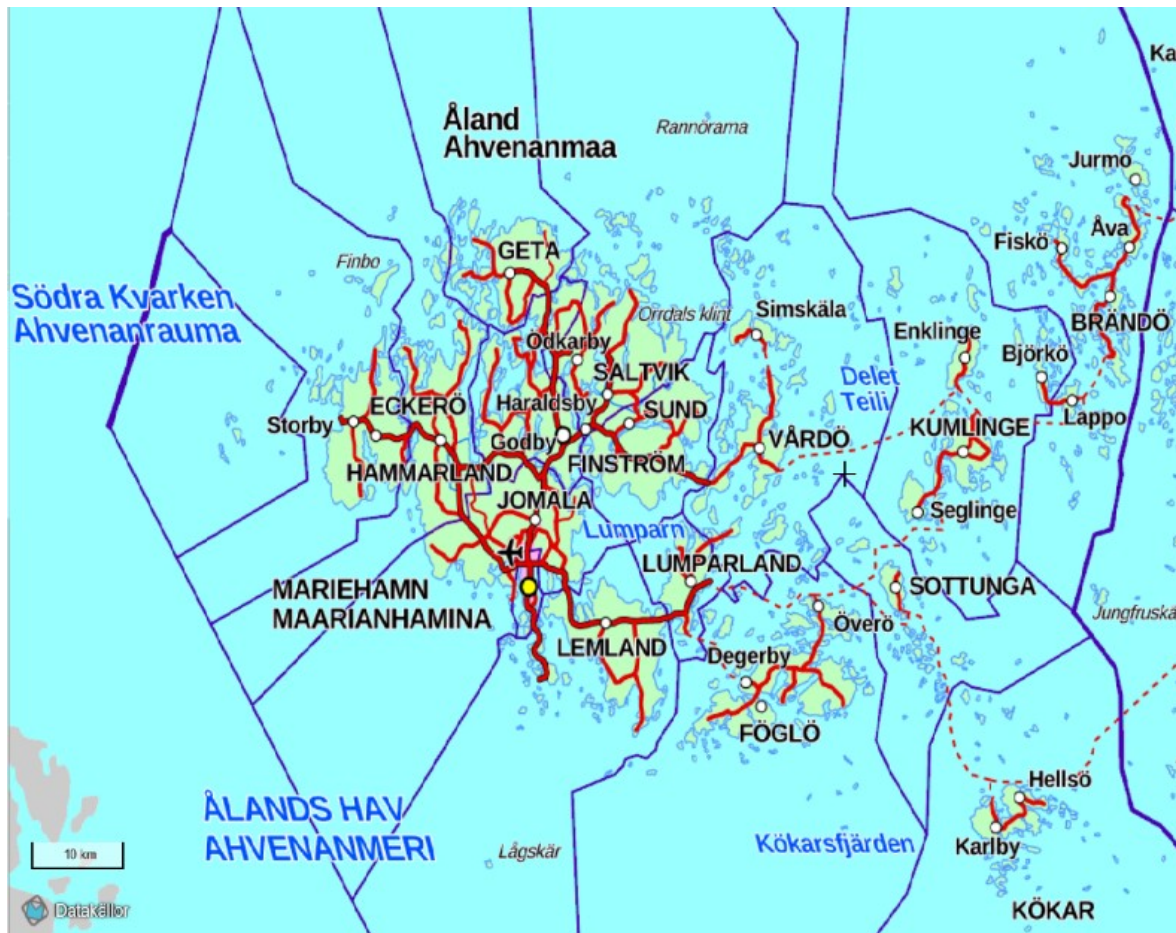 Ka
Åland
Ahvenanmaa
Rannörarna
Jurmo
Fiskö
Åva
GETA
Finbo
Södra Kvarken
Ahvenanrauma
Orrdals klint
Simskäla
BRÄNDÖ
Ödkarby
Enklinge
Björkö
SALTVIK
Delet
Teili
ECKERÖ
Haraldsby
SUND
Lappo
Storby
Godby
VÅRDÖ
KUMLINGE
HAMMARLAND
FINSTRÖM
JOMALA
Seglinge
Lumparn
LUMPARLAND
SOTTUNGA
MARIEHAMN
MAARIANHAMINA
Jungfruskä
Överö
LEMLAND
Degerby
FÖGLÖ
Hellsö
ÅLANDS HAV
AHVENANMERI
Kökarsfjärden
Karlby
Lågskär
10 km
KÖKAR
Datakällor